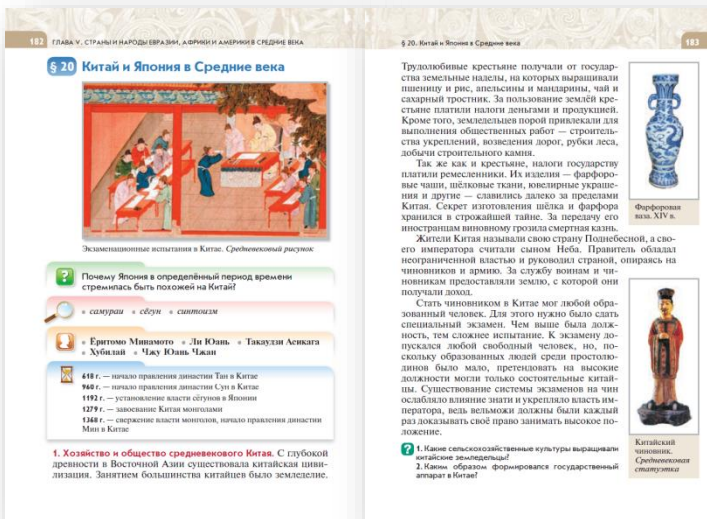 182 ГЛАВА V. СТРАНЫ И НАРОДЫ ЕВРАЗИИ, АФРИКИ И АМЕРИКИ В СРЕДНИЕ ВЕКА
§ 20 Китай и Япония в Средние века
Экзаменационные испытания в Китае. Средневековый рисунок
? Почему Япония в определённый период времени
стремилась быть похожей на Китай?
• самураи • сёгун • синтоизм
• Ёритомо Минамото • Ли Юань • Такаудзи Асикага
• Хубилай • Чжу Юань Чжан
618 г. — начало правления династии Тан в Китае
960 г. — начало правления династии Сун в Китае
1192 г. — установление власти сёгунов в Японии
1279 г. — завоевание Китая монголами
1368 г. — свержение власти монголов, начало правления династии
Мин в Китае
1. Хозяйство и общество средневекового Китая. С глубокой
древности в Восточной Азии существовала китайская циви-
лизация. Занятием большинства китайцев было земледелие.
§ 20. Китай и Япония в Средние века 183
Трудолюбивые крестьяне получали от государ-
ства земельные наделы, на которых выращивали
пшеницу и рис, апельсины и мандарины, чай и
сахарный тростник. За пользование землёй кре-
стьяне платили налоги деньгами и продукцией.
Кроме того, земледельцев порой привлекали для
выполнения общественных работ — строитель-
ства укреплений, возведения дорог, рубки леса,
добычи строительного камня.
Так же как и крестьяне, налоги государству
платили ремесленники. Их изделия — фарфоро-
вые чаши, шёлковые ткани, ювелирные украше-
ния и другие — славились далеко за пределами
Китая. Секрет изготовления шёлка и фарфора
хранился в строжайшей тайне. За передачу его
иностранцам виновному грозила смертная казнь.
Фарфоровая
ваза. XIV в.
Жители Китая называли свою страну Поднебесной, а сво-
его императора считали сыном Неба. Правитель обладал
неограниченной властью и руководил страной, опираясь на
чиновников и армию. За службу воинам и чи-
новникам предоставляли землю, с которой они
получали доход.
Стать чиновником в Китае мог любой обра-
зованный человек. Для этого нужно было сдать
специальный экзамен. Чем выше была долж-
ность, тем сложнее испытание. К экзамену до-
пускался любой свободный человек, но, по-
скольку образованных людей среди простолю-
динов было мало, претендовать на высокие
должности могли только состоятельные китай-
цы. Существование системы экзаменов на чин
ослабляло влияние знати и укрепляло власть им-
ператора, ведь вельможи должны были каждый
раз доказывать своё право занимать высокое по-
ложение.
Китайский
чиновник.
Средневековая
статуэтка
? 1. Какие сельскохозяйственные культуры выращивали
китайские земледельцы?
2. Каким образом формировался государственный
аппарат в Китае?